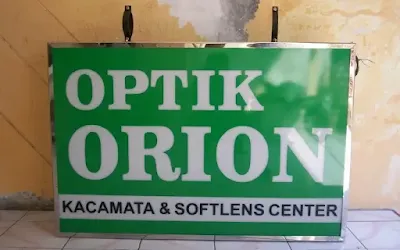 OPTIK
ORION
KACAMATA & SOFTLENS CENTER